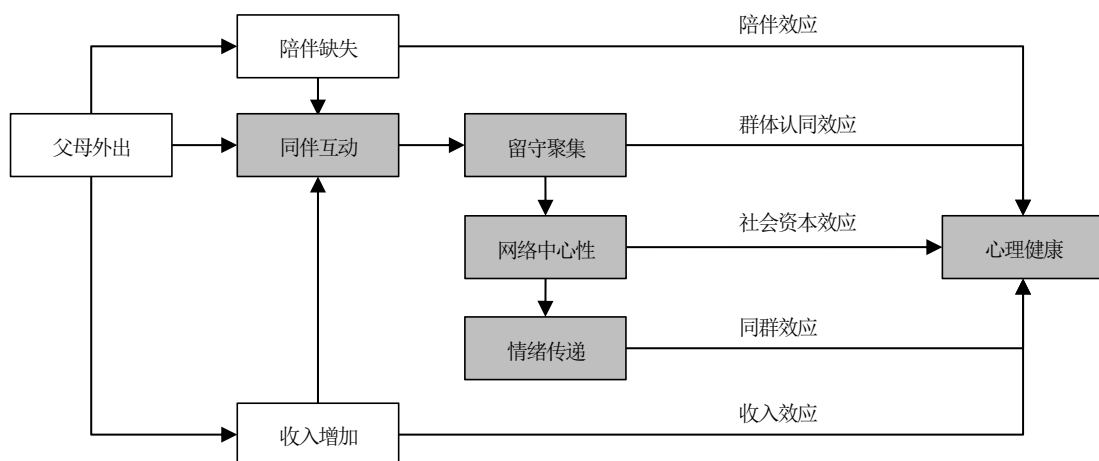 陪伴缺失
陪伴效应
父母外出
同伴互动
留守聚集
群体认同效应
网络中心性
社会资本效应
心理健康
情绪传递
同群效应
收入增加
收入效应